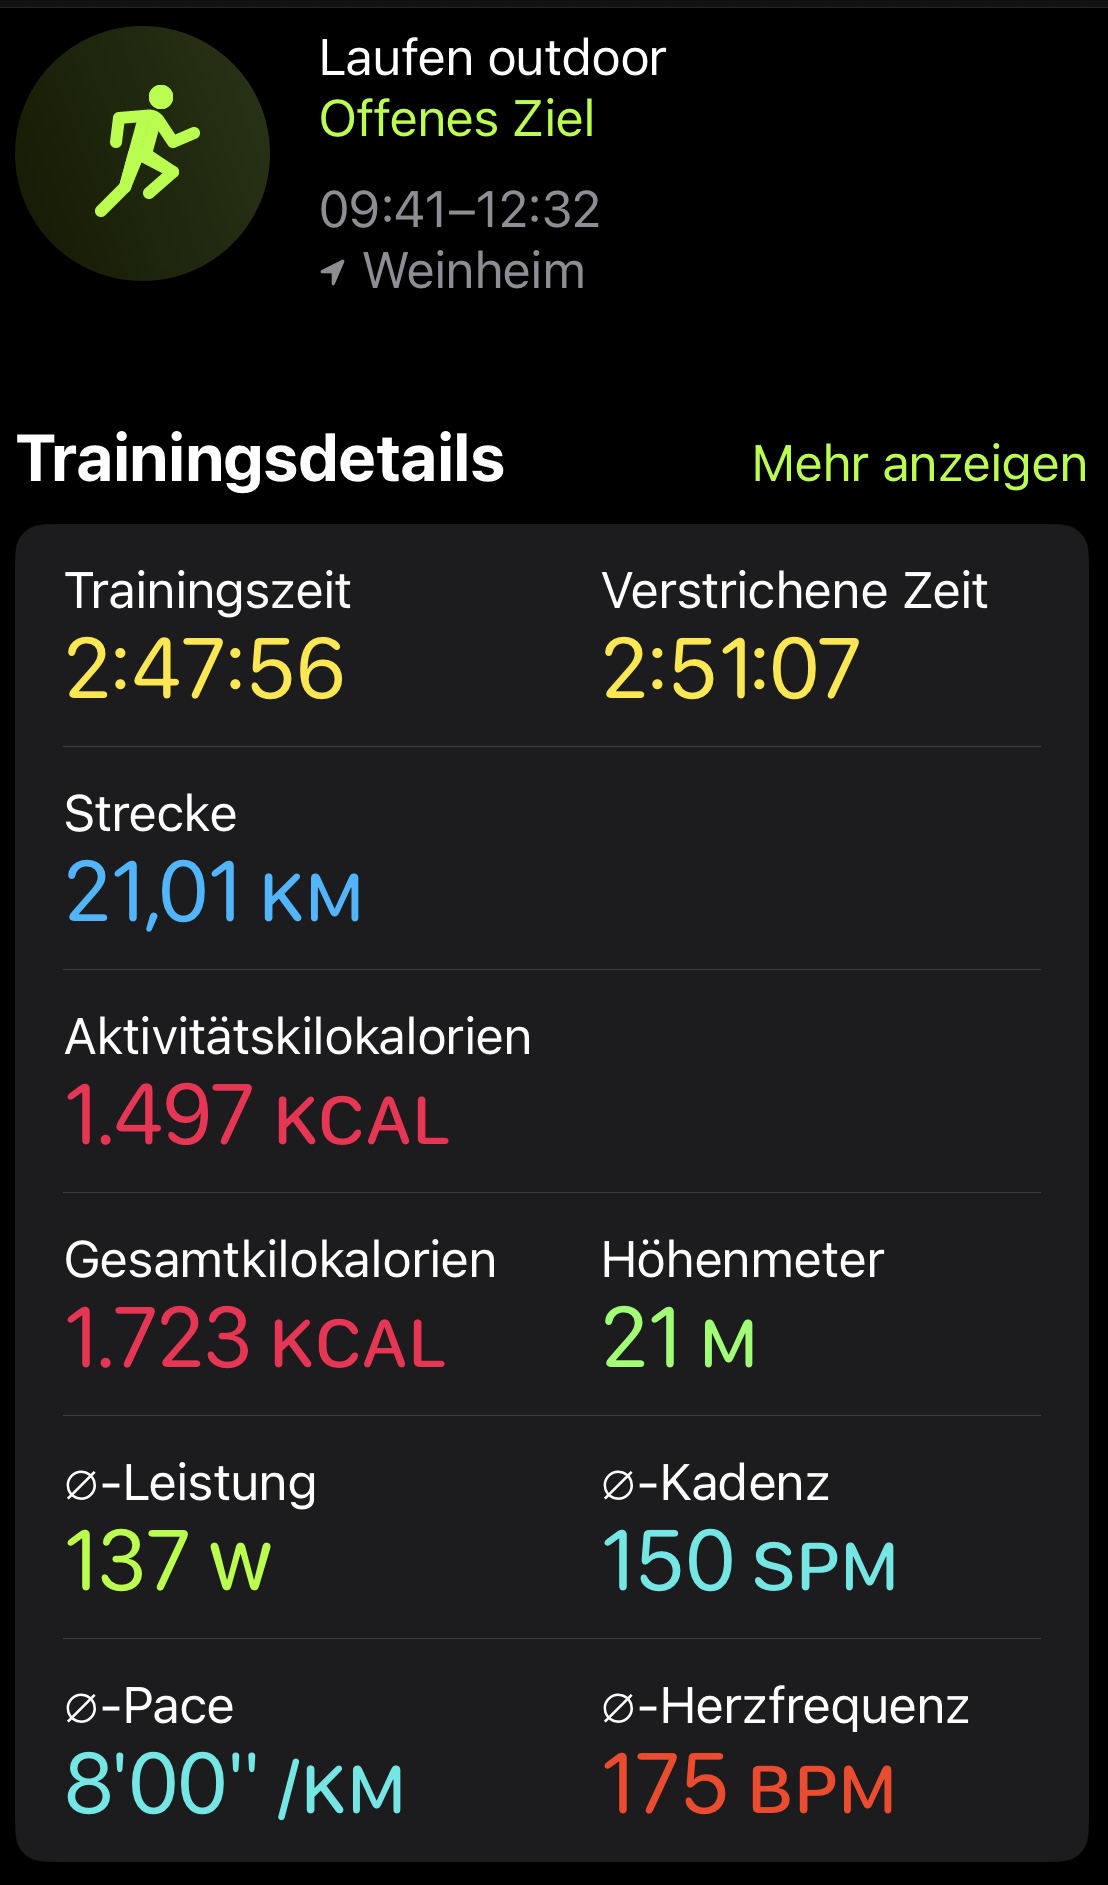 Laufen outdoor
Offenes Ziel
09:41–12:32
Weinheim
Trainingsdetails
Mehr anzeigen
Trainingszeit
2:47:56
Verstrichene Zeit
2:51:07
Strecke
21,01 KM
Aktivitätskilokalorien
1.497 KCAL
Gesamtkilokalorien
1.723 KCAL
Höhenmeter
21 M
∅-Leistung
137 W
∅-Kadenz
150 SPM
∅-Pace
8'00'' /KM
∅-Herzfrequenz
175 BPM